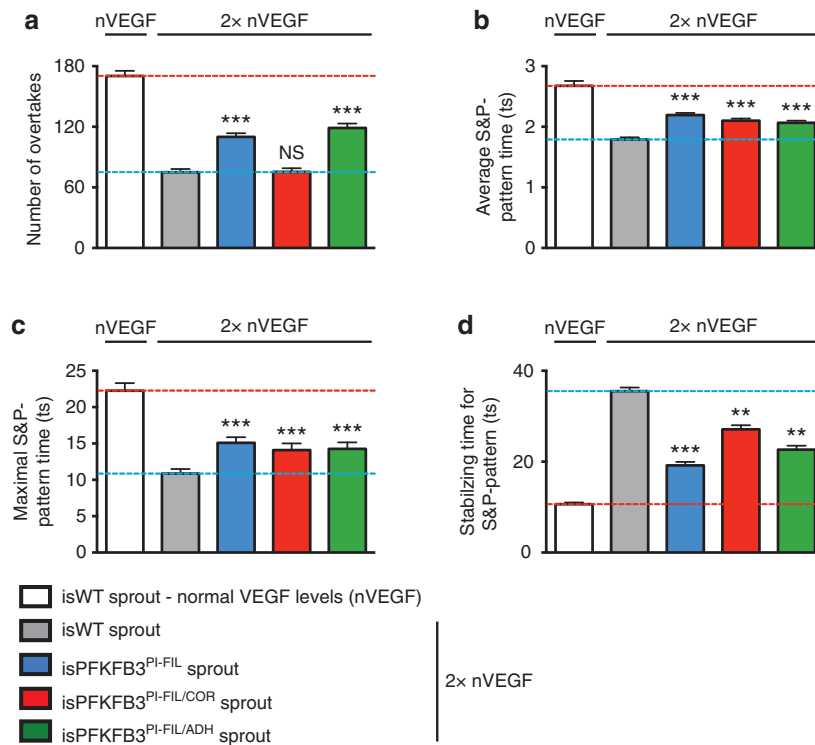 a
nVEGF 2× nVEGF
Number of overtakes
180
120
60
0
***
NS
***
b
nVEGF 2× nVEGF
Average S&P-
pattern time (ts)
3
2
1
0
***
***
***
c
nVEGF 2× nVEGF
Maximal S&P-
pattern time (ts)
25
20
15
10
5
0
***
***
***
d
nVEGF 2× nVEGF
Stabilzing time for
S&P-pattern (ts)
40
20
0
***
**
**
isWT sprout - normal VEGF levels (nVEGF)
isWT sprout
isPFKFB3PI-FIL sprout
isPFKFB3PI-FIL/COR sprout
isPFKFB3PI-FIL/ADH sprout
2× nVEGF